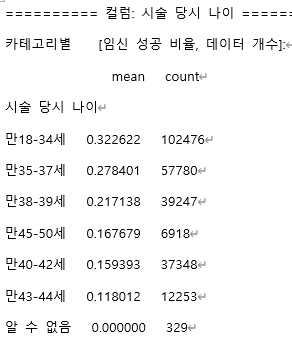 ========== 컬럼: 시술 당시 나이 ======
카테고리별 [임신 성공 비율, 데이터 개수]:
mean count
시술 당시 나이
만18-34세 0.322622 102476
만35-37세 0.278401 57780
만38-39세 0.217138 39247
만45-50세 0.167679 6918
만40-42세 0.159393 37348
만43-44세 0.118012 12253
알 수 없음 0.000000 329